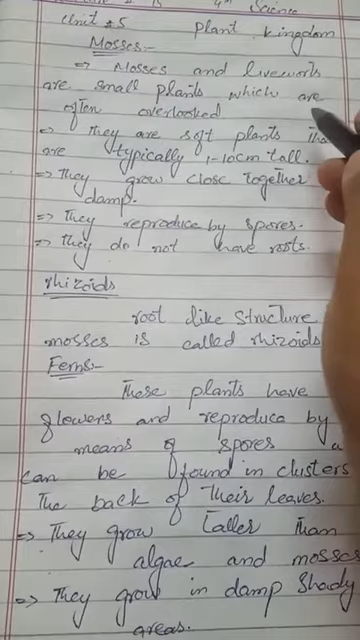 4th Science
Unit: 5 Plant Kingdom
Mosses:-
⇒ Mosses and liveworts
are small plants which are
often overlooked
⇒ They are soft plants tha
are typically 1-10cm tall.
⇒ They grow close together
damp.
⇒ They reproduce by spores.
⇒ They do not have roots.
rhizoids
root like structure
mosses is called rhizoids
Ferns:-
These plants have
flowers and reproduce by
means of spores a
can be found in clusters
The back of their leaves.
⇒ They grow taller than
algae and mosses
⇒ They grow in damp shady
areas.